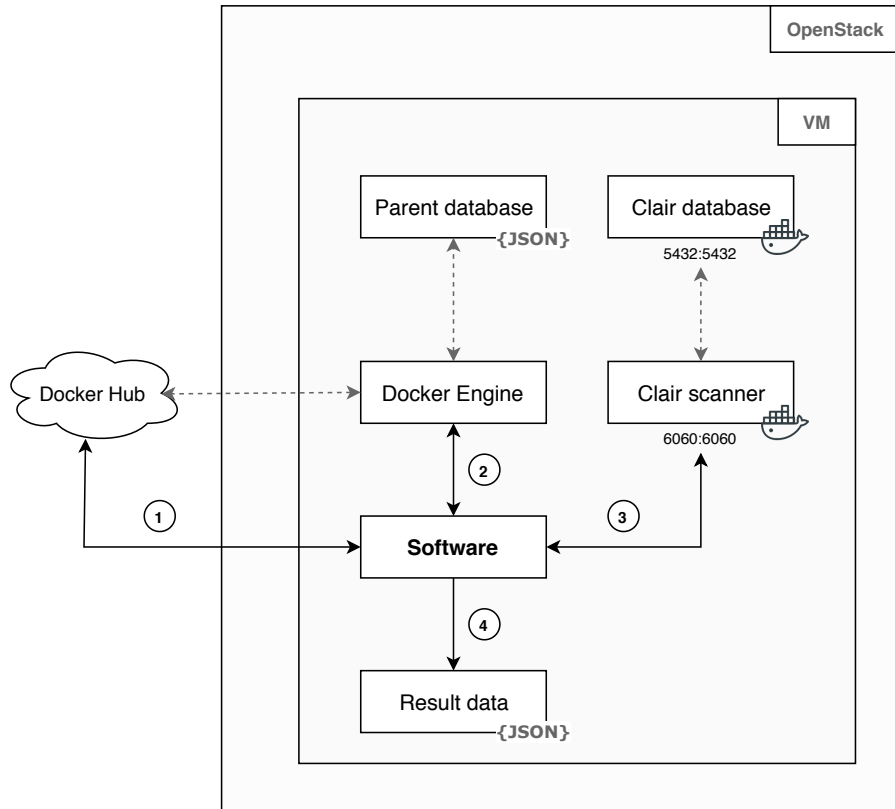 OpenStack
VM
Parent database
{JSON}
Clair database
5432:5432
Docker Hub
Docker Engine
Clair scanner
6060:6060
2
1
3
Software
4
Result data
{JSON}